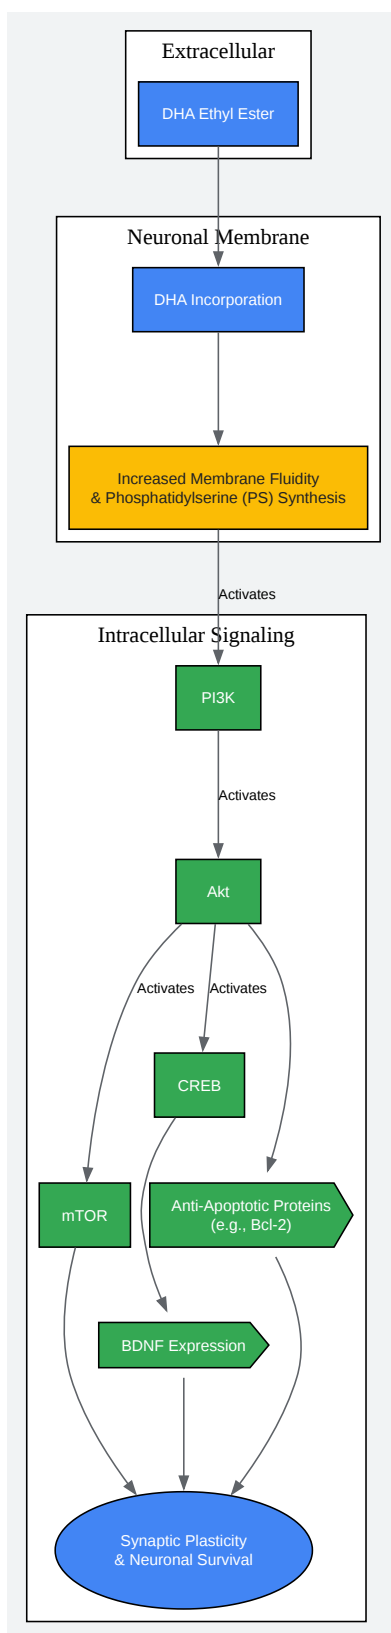 Extracellular
DHA Ethyl Ester
Neuronal Membrane
DHA Incorporation
Increased Membrane Fluidity
& Phosphatidylserine (PS) Synthesis
Activates
Intracellular Signaling
PI3K
Activates
Akt
Activates
Activates
CREB
mTOR
Anti-Apoptotic Proteins
(e.g., Bcl-2)
BDNF Expression
Synaptic Plasticity
& Neuronal Survival